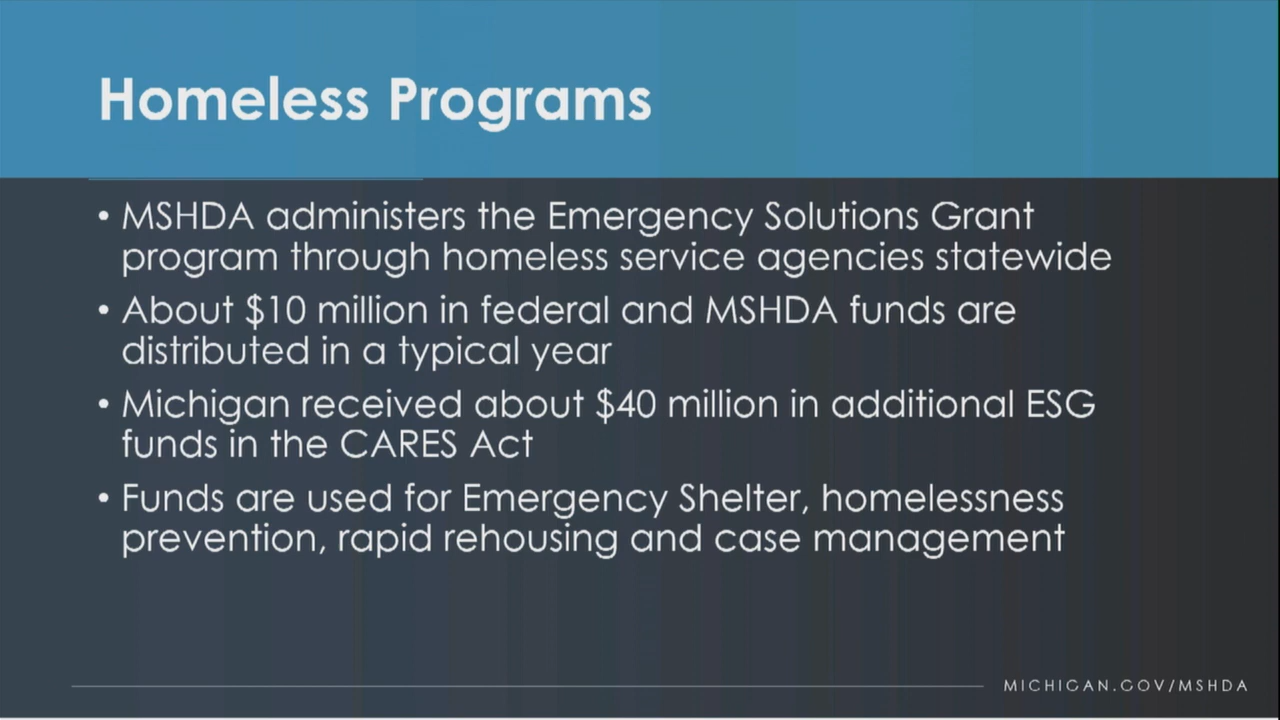 Homeless Programs
• MSHDA administers the Emergency Solutions Grant
program through homeless service agencies statewide
• About $10 million in federal and MSHDA funds are
distributed in a typical year
• Michigan received about $40 million in additional ESG
funds in the CARES Act
• Funds are used for Emergency Shelter, homelessness
prevention, rapid rehousing and case management
MICHIGAN.GOV/MSHDA